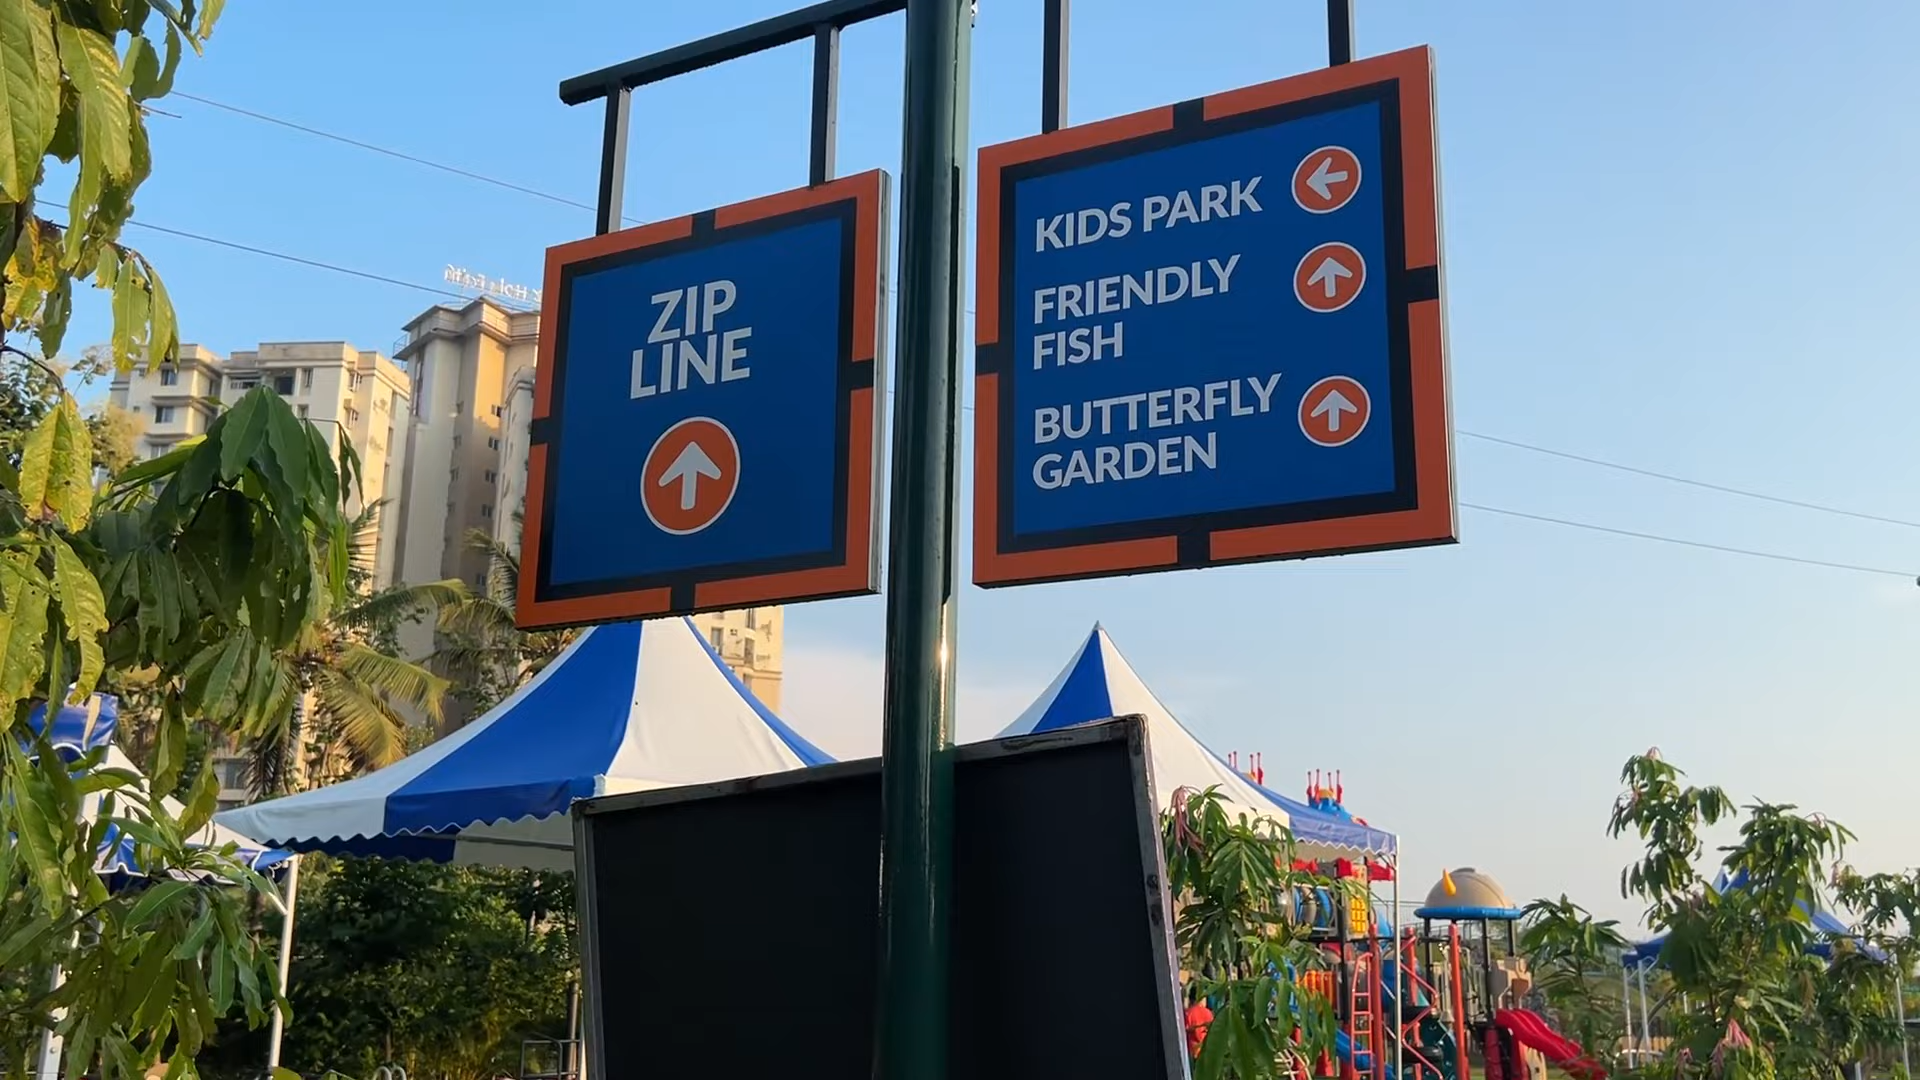 ZIP
LINE
KIDS PARK
FRIENDLY
FISH
BUTTERFLY
GARDEN